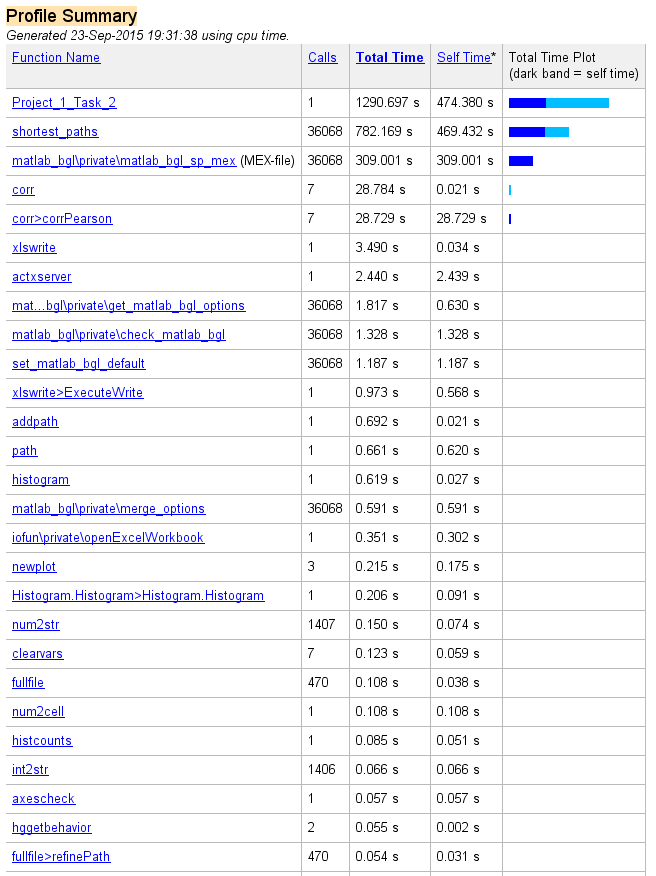 Profile Summary
Generated 23-Sep-2015 19:31:38 using cpu time.
Function Name Calls Total Time Self Time* Total Time Plot
(dark band = self time)
Project_1_Task_2 1 1290.697 s 474.380 s
shortest_paths 36068 782.169 s 469.432 s
matlab_bgl\private\matlab_bgl_sp_mex (MEX-file) 36068 309.001 s 309.001 s
corr 7 28.784 s 0.021 s
corr>corrPearson 7 28.729 s 28.729 s
xlswrite 1 3.490 s 0.034 s
actxserver 1 2.440 s 2.439 s
mat...bgl\private\get_matlab_bgl_options 36068 1.817 s 0.630 s
matlab_bgl\private\check_matlab_bgl 36068 1.328 s 1.328 s
set_matlab_bgl_default 36068 1.187 s 1.187 s
xlswrite>ExecuteWrite 1 0.973 s 0.568 s
addpath 1 0.692 s 0.021 s
path 1 0.661 s 0.620 s
histogram 1 0.619 s 0.027 s
matlab_bgl\private\merge_options 36068 0.591 s 0.591 s
iofun\private\openExcelWorkbook 1 0.351 s 0.302 s
newplot 3 0.215 s 0.175 s
Histogram.Histogram>Histogram.Histogram 1 0.206 s 0.091 s
num2str 1407 0.150 s 0.074 s
clearvars 7 0.123 s 0.059 s
fullfile 470 0.108 s 0.038 s
num2cell 1 0.108 s 0.108 s
histcounts 1 0.085 s 0.051 s
int2str 1406 0.066 s 0.066 s
axescheck 1 0.057 s 0.057 s
hggetbehavior 2 0.055 s 0.002 s
fullfile>refinePath 470 0.054 s 0.031 s